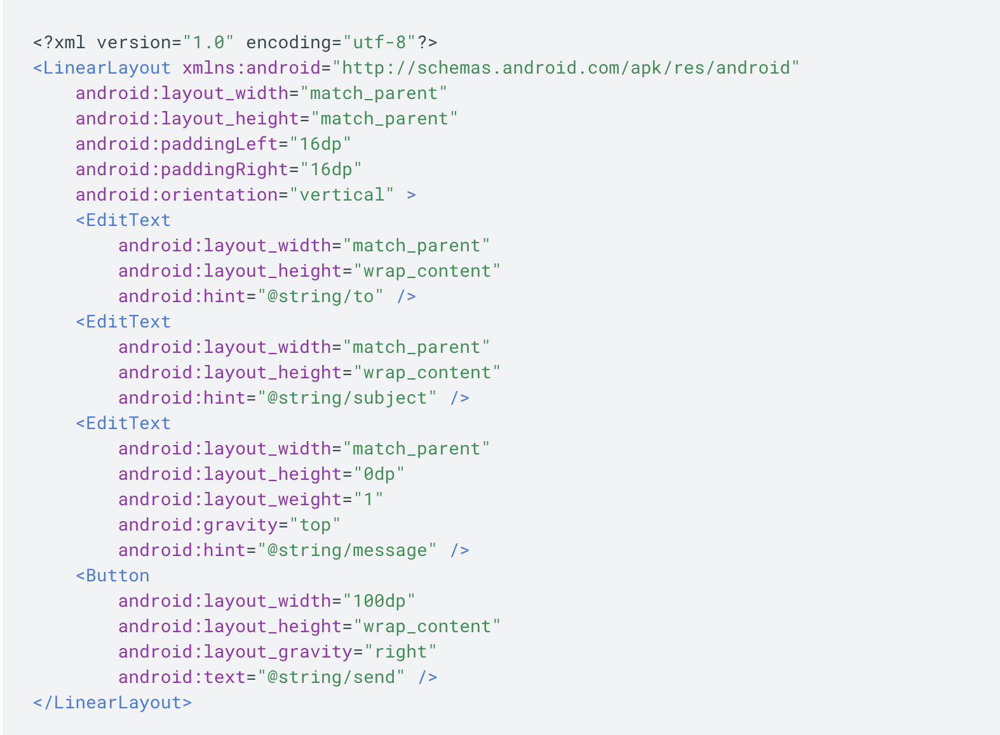 <?xml version="1.0" encoding="utf-8"?>
<LinearLayout xmlns:android="http://schemas.android.com/apk/res/android"
    android:layout_width="match_parent"
    android:layout_height="match_parent"
    android:paddingLeft="16dp"
    android:paddingRight="16dp"
    android:orientation="vertical" >
    <EditText
        android:layout_width="match_parent"
        android:layout_height="wrap_content"
        android:hint="@string/to" />
    <EditText
        android:layout_width="match_parent"
        android:layout_height="wrap_content"
        android:hint="@string/subject" />
    <EditText
        android:layout_width="match_parent"
        android:layout_height="0dp"
        android:layout_weight="1"
        android:gravity="top"
        android:hint="@string/message" />
    <Button
        android:layout_width="100dp"
        android:layout_height="wrap_content"
        android:layout_gravity="right"
        android:text="@string/send" />
</LinearLayout>